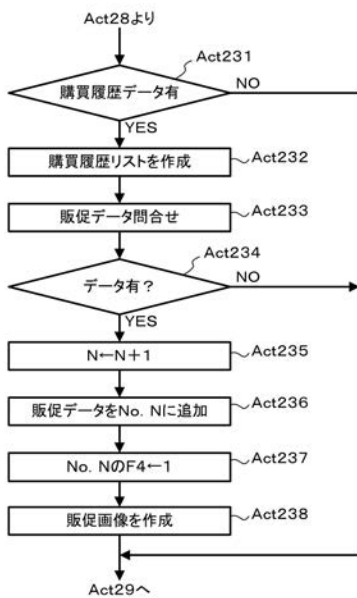 Act28より
Act231
購買履歴データ有
NO
YES
購買履歴リストを作成
Act232
販促データ問合せ
Act233
Act234
データ有？
NO
YES
N←N+1
Act235
販促データをNo. Nに追加
Act236
No. NのF4←1
Act237
販促画像を作成
Act238
Act29へ